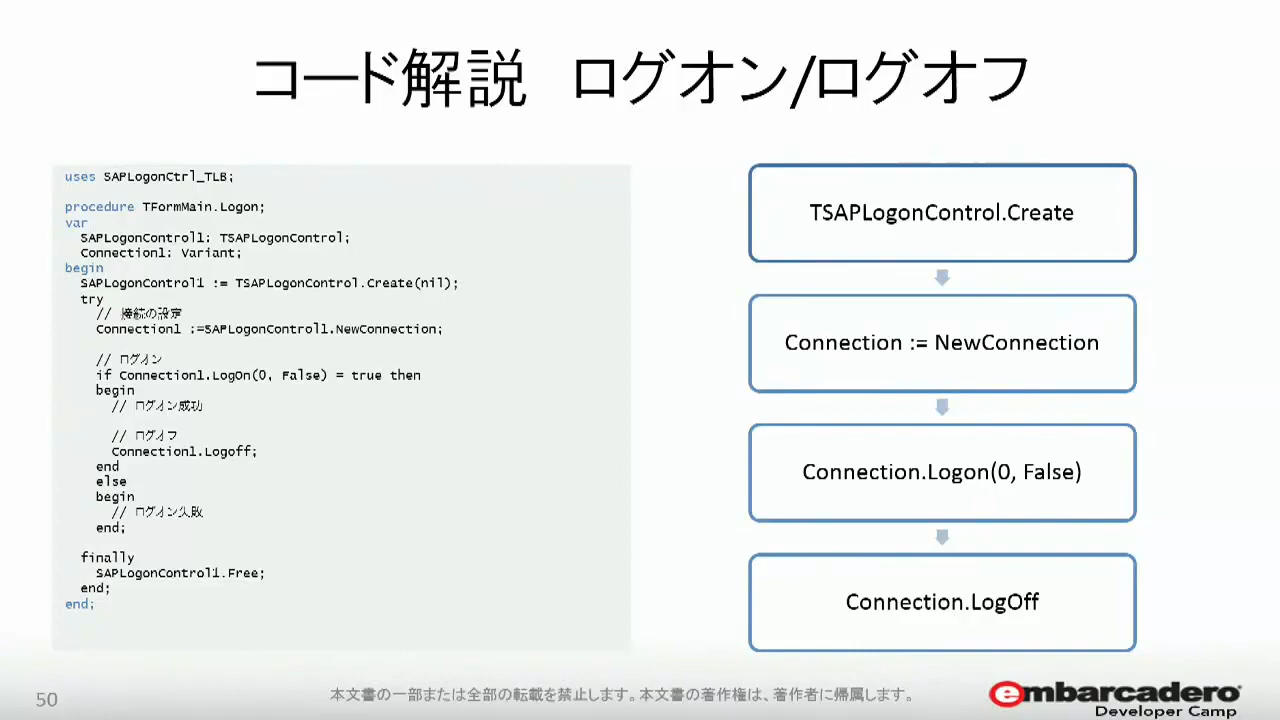 コード解説　ログオン/ログオフ
uses SAPLogonCtrl_TLB;
procedure TFormMain.Logon;
var
SAPLogonControl1: TSAPLogonControl;
Connection1: Variant;
begin
SAPLogonControl1 := TSAPLogonControl.Create(nil);
try
// 接続の設定
Connection1 :=SAPLogonControl1.NewConnection;
// ログオン
if Connection1.LogOn(0, False) = true then
begin
// ログオン成功
// ログオフ
Connection1.Logoff;
end
else
begin
// ログオン失敗
end;
finally
SAPLogonControl1.Free;
end;
end;
TSAPLogonControl.Create
Connection := NewConnection
Connection.Logon(0, False)
Connection.LogOff
50
本文書の一部または全部の転載を禁止します。本文書の著作権は、著作者に帰属します。
embarcadero
Developer Camp